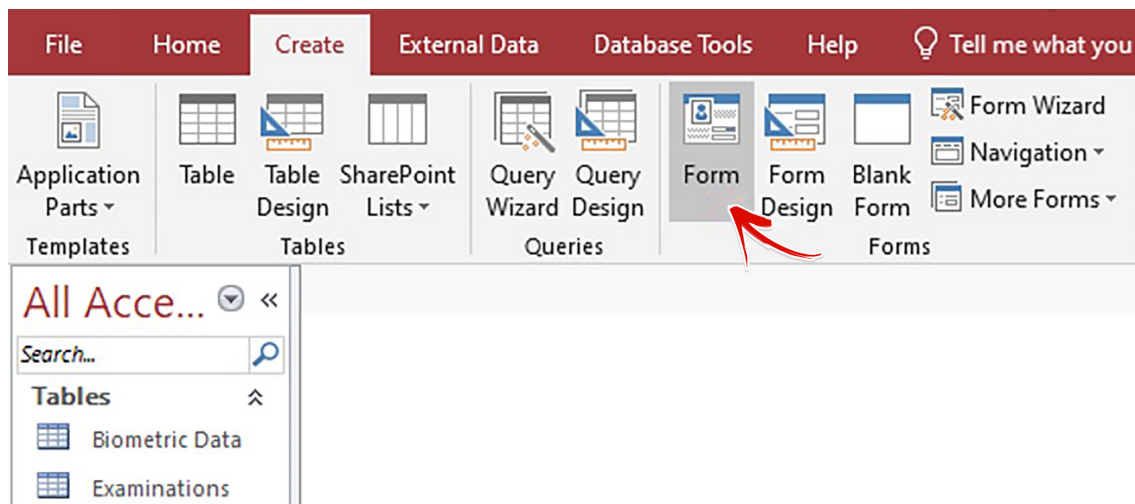 File Home Create External Data Database Tools Help Tell me what you
Application Parts
Table
Table Design
SharePoint Lists
Query Wizard
Query Design
Form
Form Design
Blank Form
Form Wizard
Navigation
More Forms
Templates
Tables
Queries
Forms
All Acce...
Search...
Tables
Biometric Data
Examinations